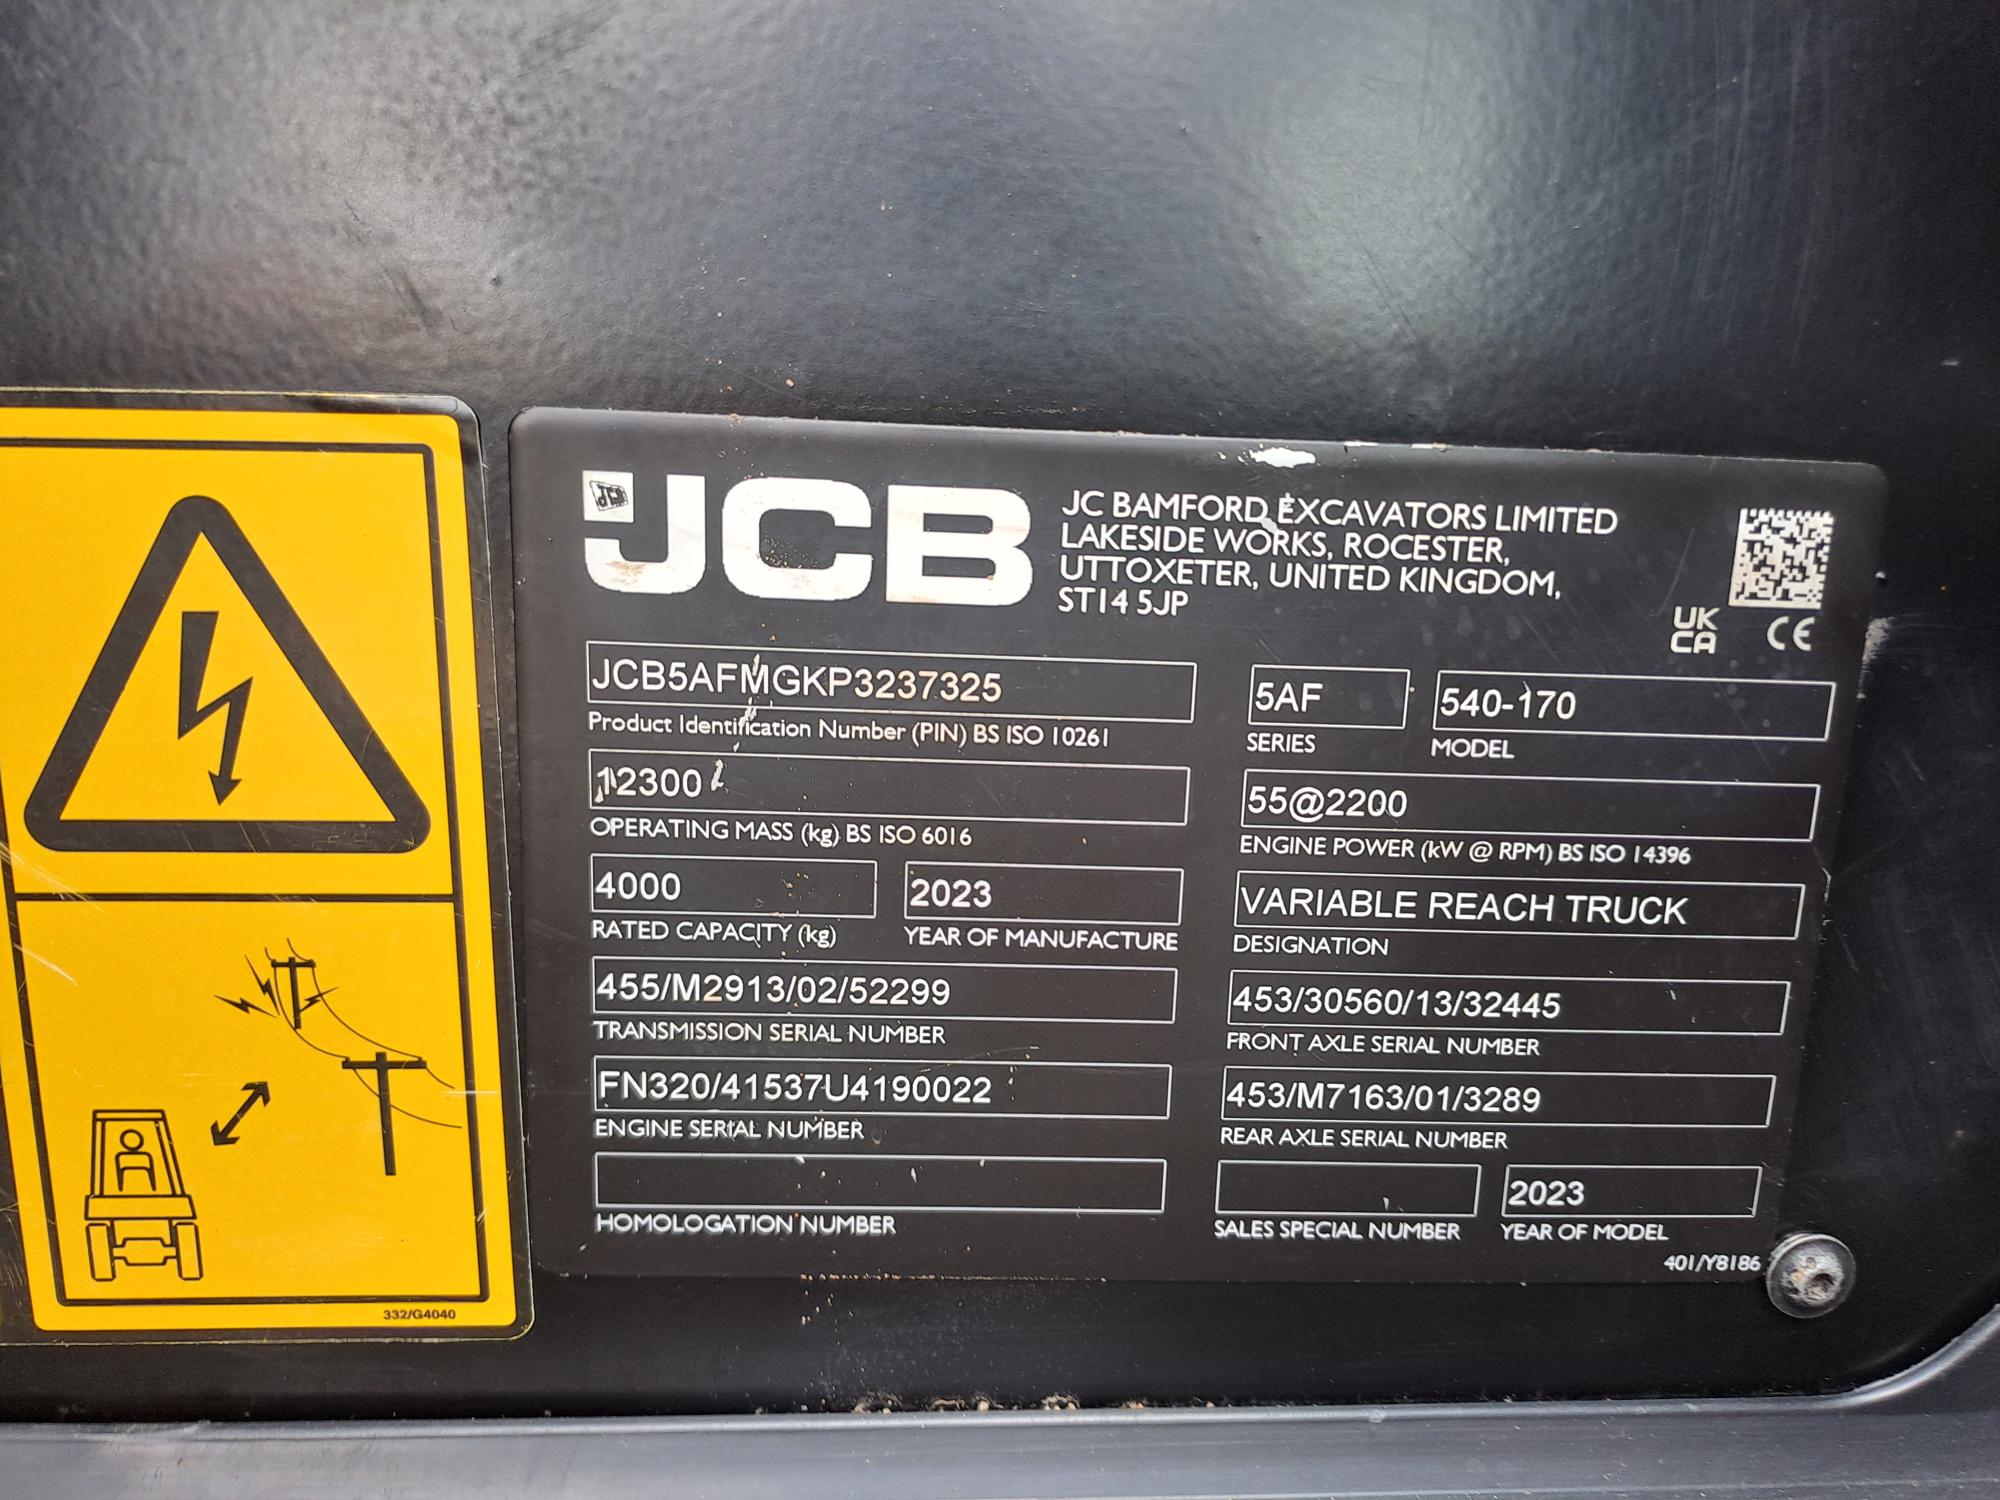 JCB
JC BAMFORD EXCAVATORS LIMITED
LAKESIDE WORKS, ROCESTER,
UTTOXETER, UNITED KINGDOM,
ST14 5JP
UK
CA
CE
JCB5AFMGKP3237325
Product Identification Number (PIN) BS ISO 10261
5AF
SERIES
540-170
MODEL
12300
OPERATING MASS (kg) BS ISO 6016
55@2200
ENGINE POWER (kW @ RPM) BS ISO 14396
4000
RATED CAPACITY (kg)
2023
YEAR OF MANUFACTURE
VARIABLE REACH TRUCK
DESIGNATION
455/M2913/02/52299
TRANSMISSION SERIAL NUMBER
453/30560/13/32445
FRONT AXLE SERIAL NUMBER
FN320/41537U4190022
ENGINE SERIAL NUMBER
453/M7163/01/3289
REAR AXLE SERIAL NUMBER
HOMOLOGATION NUMBER
SALES SPECIAL NUMBER
2023
YEAR OF MODEL
401/Y8186
332/G4040